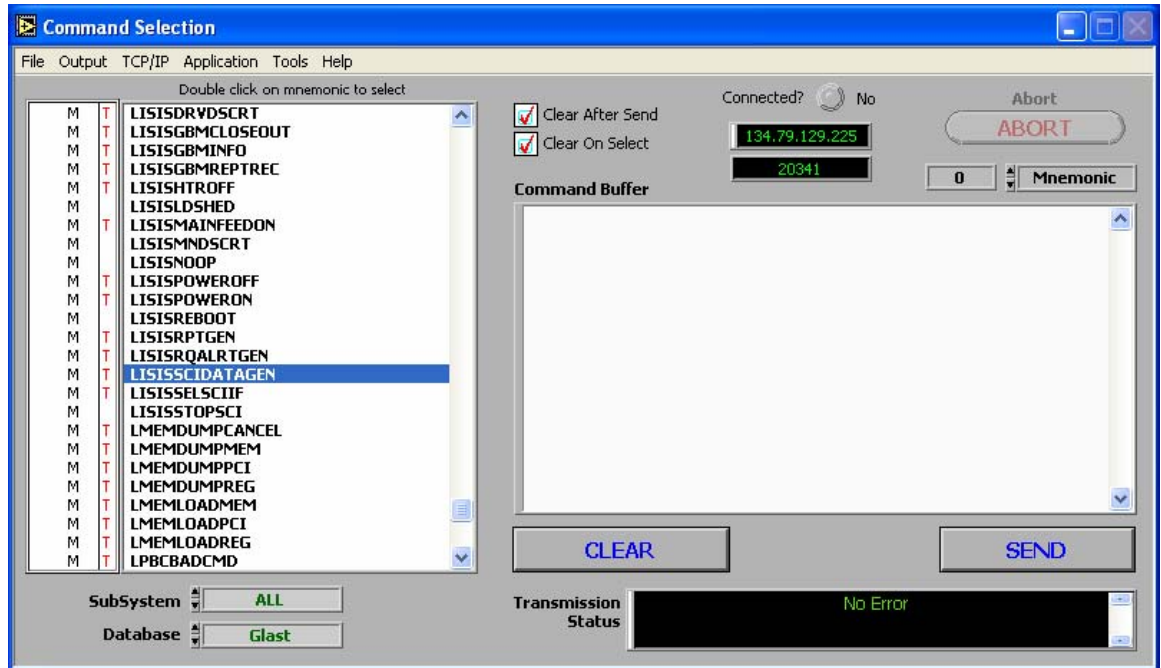 Command Selection
File Output TCP/IP Application Tools Help
Double click on mnemonic to select
M T LISISDRVDSCRT
M T LISISGBMCLOSEOUT
M T LISISGBMINFO
M T LISISGBMREPTREC
M T LISISHTROFF
M LISISLDSHED
M T LISISMAINFEEDON
M LISISMNDSCRT
M LISISNOOP
M T LISISPOWEROFF
M T LISISPOWERON
M LISISREBOOT
M T LISISRPTGEN
M T LISISRQALRTGEN
M T LISISSCIDATAGEN
M T LISISSELSCIIF
M LISISSTOPSCI
M T LMEMDUMPCANCEL
M T LMEMDUMPMEM
M T LMEMDUMPPCI
M T LMEMDUMPREG
M T LMEMLOADMEM
M T LMEMLOADPCI
M T LMEMLOADREG
M T LPBCBADCMD
SubSystem ALL
Database Glast
Clear After Send
Clear On Select
Connected? No
134.79.129.225
20341
Abort
ABORT
0 Mnemonic
Command Buffer
CLEAR
SEND
Transmission
Status
No Error